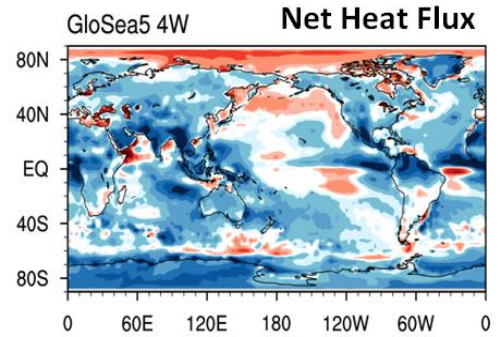 GloSea5 4W Net Heat Flux
80N
40N
EQ
40S
80S
0 60E 120E 180 120W 60W 0